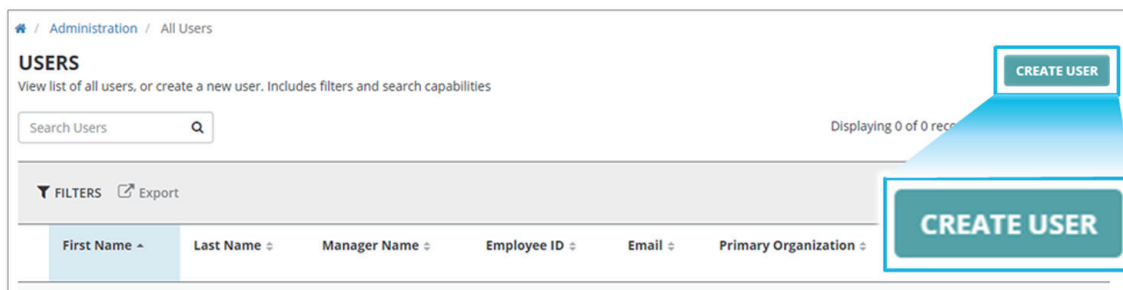 / Administration / All Users
USERS
CREATE USER
View list of all users, or create a new user. Includes filters and search capabilities
Search Users
Displaying 0 of 0
FILTERS Export
CREATE USER
First Name Last Name Manager Name Employee ID Email Primary Organization